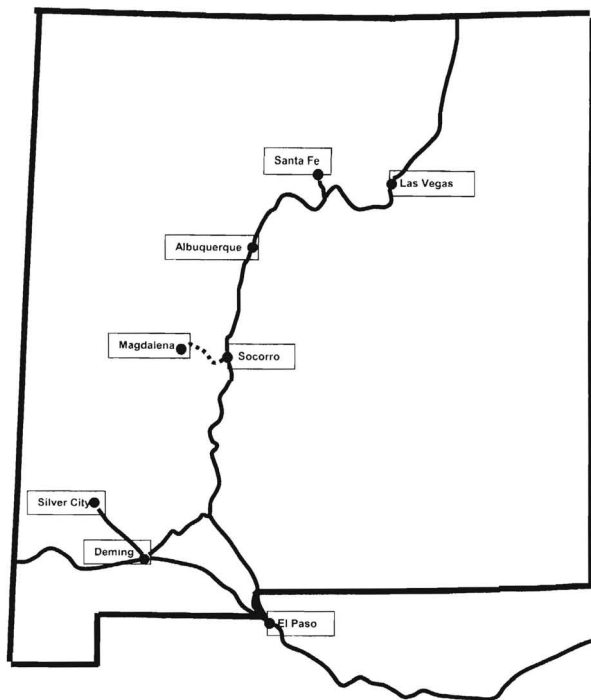 Santa Fe
Las Vegas
Albuquerque
Magdalena
Socorro
Silver City
Deming
El Paso